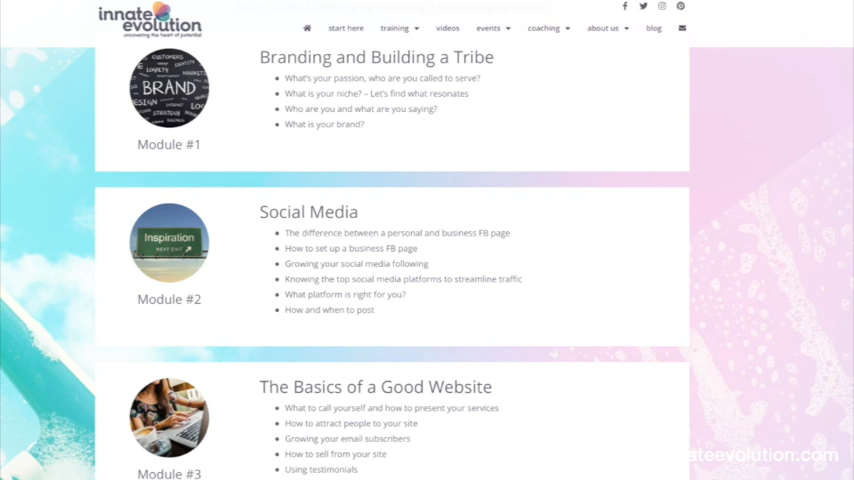 innate
evolution
uncovering the heart of potential
start here
training
videos
events
coaching
about us
blog
BRAND
CUSTOMERS
LOYALTY
IDENTITY
STRATEGY
Module #1
Branding and Building a Tribe
What's your passion, who are you called to serve?
What is your niche? – Let's find what resonates
Who are you and what are you saying?
What is your brand?
Inspiration
NEXT EXIT
Module #2
Social Media
The difference between a personal and business FB page
How to set up a business FB page
Growing your social media following
Knowing the top social media platforms to streamline traffic
What platform is right for you?
How and when to post
Module #3
The Basics of a Good Website
What to call yourself and how to present your services
How to attract people to your site
Growing your email subscribers
How to sell from your site
Using testimonials
ateevolution.com